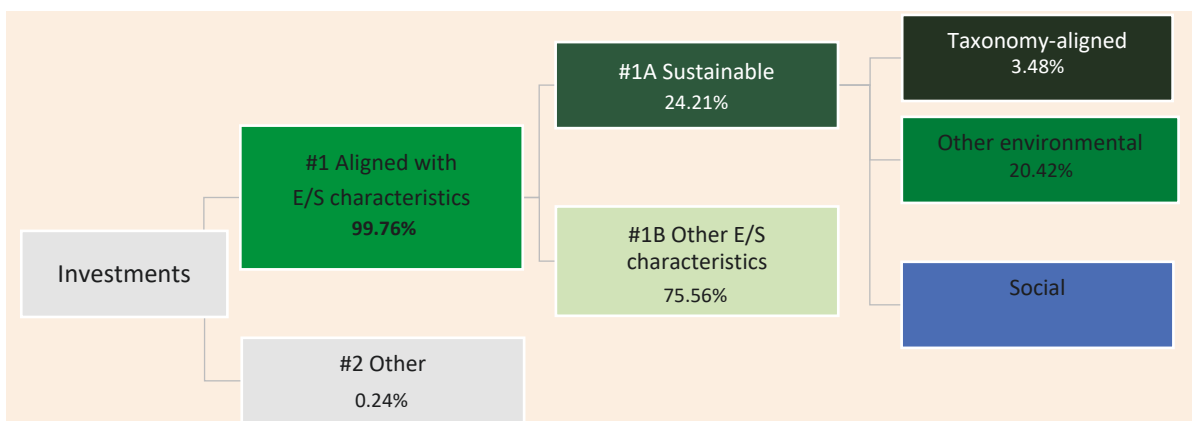 Investments
#1 Aligned with
E/S characteristics
99.76%
#2 Other
0.24%
#1A Sustainable
24.21%
#1B Other E/S
characteristics
75.56%
Taxonomy-aligned
3.48%
Other environmental
20.42%
Social